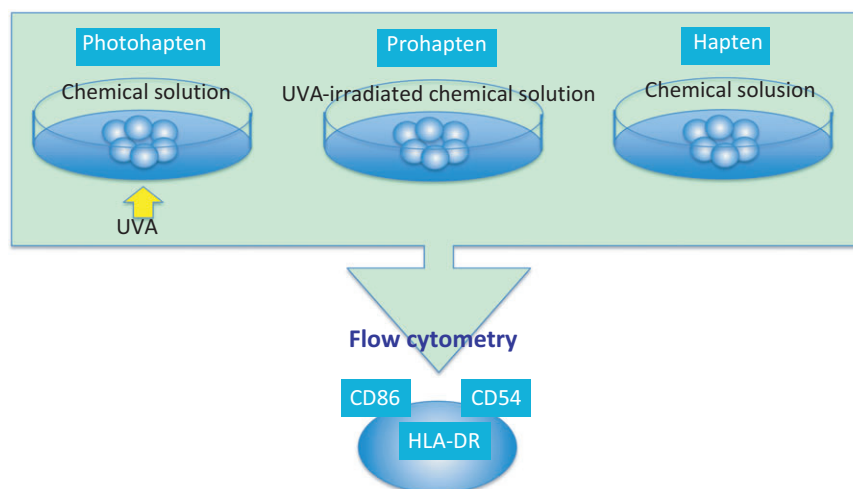 Photohapten
Prohapten
Hapten
Chemical solution
UVA-irradiated chemical solution
Chemical solusion
UVA
Flow cytometry
CD86
CD54
HLA-DR